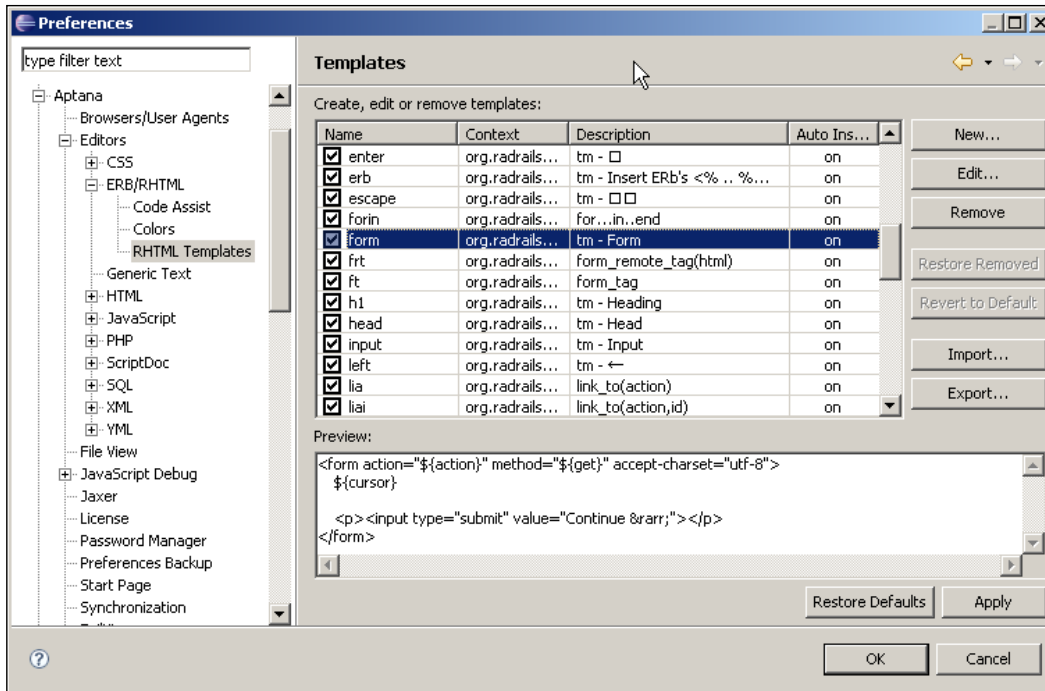 Preferences
type filter text
Aptana
Browsers/User Agents
Editors
CSS
ERB/RHTML
Code Assist
Colors
RHTML Templates
Generic Text
HTML
JavaScript
PHP
ScriptDoc
SQL
XML
YML
File View
JavaScript Debug
Jaxer
License
Password Manager
Preferences Backup
Start Page
Synchronization
Templates
Create, edit or remove templates:
Name Context Description Auto Ins...
enter org.radrails... tm - □ on
erb org.radrails... tm - Insert ERb's <% .. %... on
escape org.radrails... tm - □□ on
forin org.radrails... for...in..end on
form org.radrails... tm - Form on
frt org.radrails... form_remote_tag(html) on
ft org.radrails... form_tag on
h1 org.radrails... tm - Heading on
head org.radrails... tm - Head on
input org.radrails... tm - Input on
left org.radrails... tm - ← on
lia org.radrails... link_to(action) on
liai org.radrails... link_to(action,id) on
New...
Edit...
Remove
Restore Removed
Revert to Default
Import...
Export...
Preview:
<form action="${action}" method="${get}" accept-charset="utf-8">
${cursor}
<p><input type="submit" value="Continue &rarr;"></p>
</form>
Restore Defaults Apply
? OK Cancel